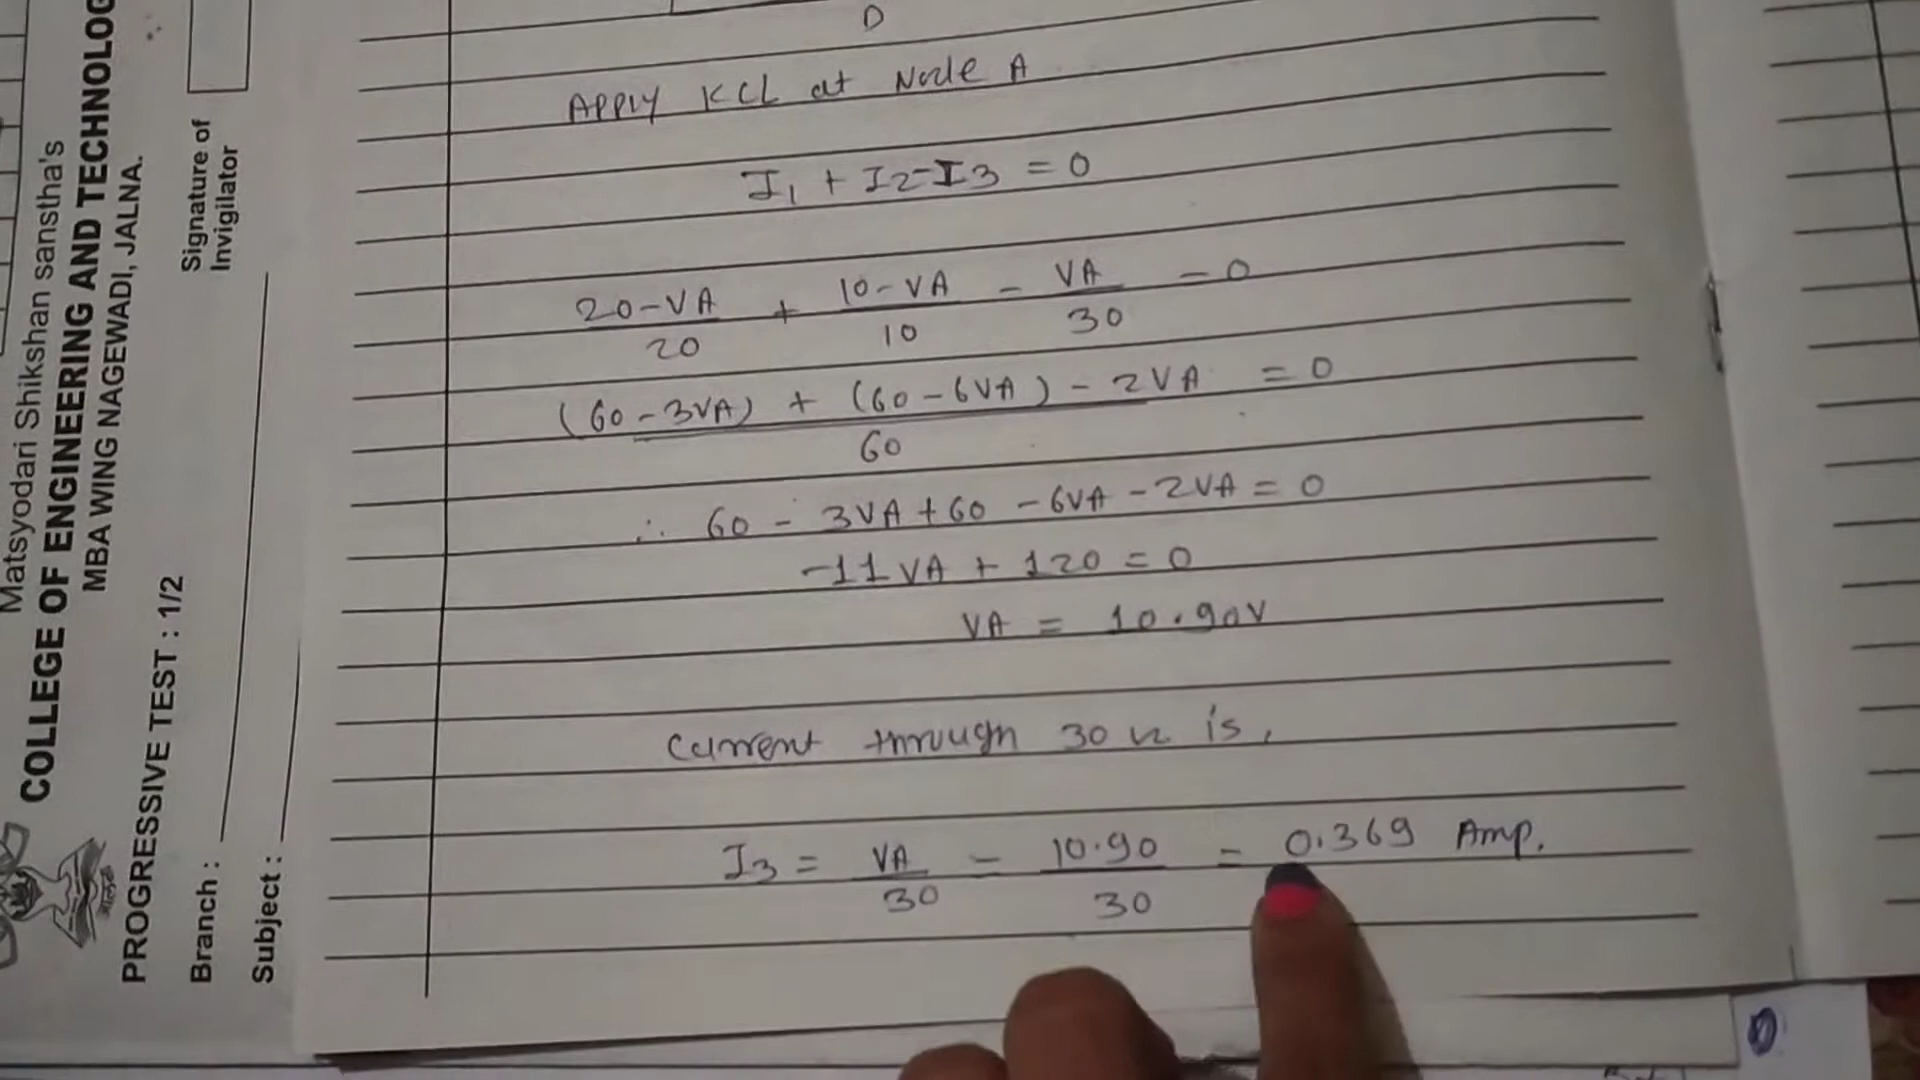 Matsyodari Shikshan sanstha's
COLLEGE OF ENGINEERING AND TECHNOLOG
MBA WING NAGEWADI, JALNA.
PROGRESSIVE TEST : 1/2
Signature of
Invigilator
Branch :
Subject :
D
APPly KCL at Node A
I1 + I2 - I3 = 0
20-VA/20 + 10-VA/10 - VA/30 = 0
(60-3VA) + (60-6VA) - 2VA/60 = 0
∴ 60 - 3VA + 60 - 6VA - 2VA = 0
-11VA + 120 = 0
VA = 10.90V
Current through 30 Ω is,
I3 = VA/30 = 10.90/30 = 0.369 Amp.